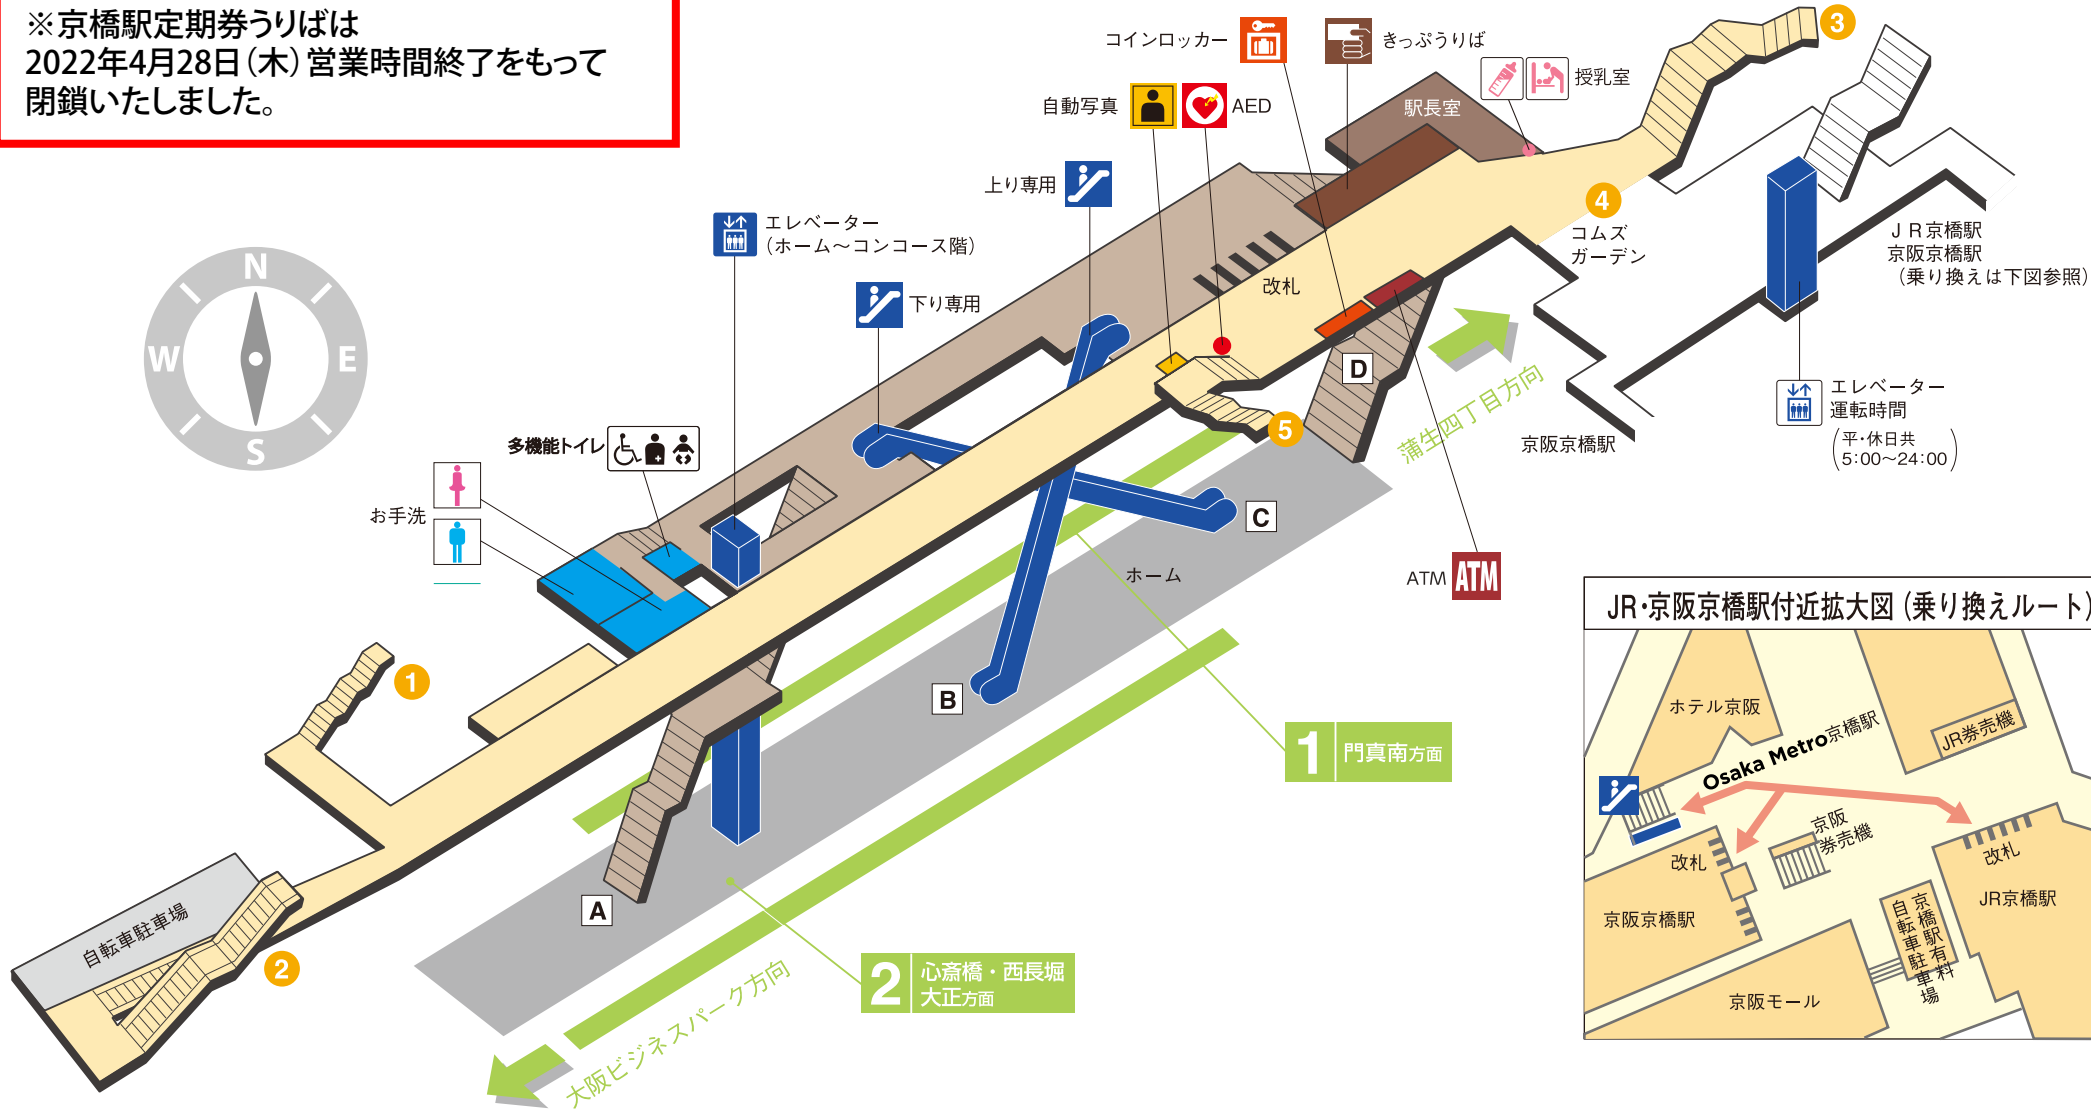 ※京橋駅定期券うりばは
2022年4月28日(木)営業時間終了をもって
閉鎖いたしました。
コインロッカー
きっぷうりば
3
自動写真
AED
駅長室
授乳室
上り専用
エレベーター
(ホーム〜コンコース階)
4
コムズ
ガーデン
JR京橋駅
京阪京橋駅
(乗り換えは下図参照)
N
W
E
S
下り専用
改札
D
蒲生四丁目方向
エレベーター
運転時間
(平・休日共
5:00〜24:00)
京阪京橋駅
5
多機能トイレ
お手洗
C
ホーム
ATM
ATM
1
B
1
門真南方面
自転車駐車場
2
A
2
心斎橋・西長堀
大正方面
大阪ビジネスパーク方向
JR・京阪京橋駅付近拡大図(乗り換えルート)
ホテル京阪
Osaka Metro京橋駅
JR券売機
京阪
券売機
改札
改札
京阪京橋駅
JR京橋駅
京橋駅有料
自転車駐車場
京阪モール